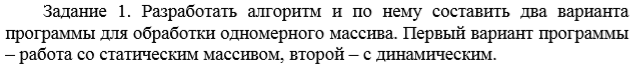 Задание 1. Разработать алгоритм и по нему составить два варианта
программы для обработки одномерного массива. Первый вариант программы
– работа со статическим массивом, второй – с динамическим.